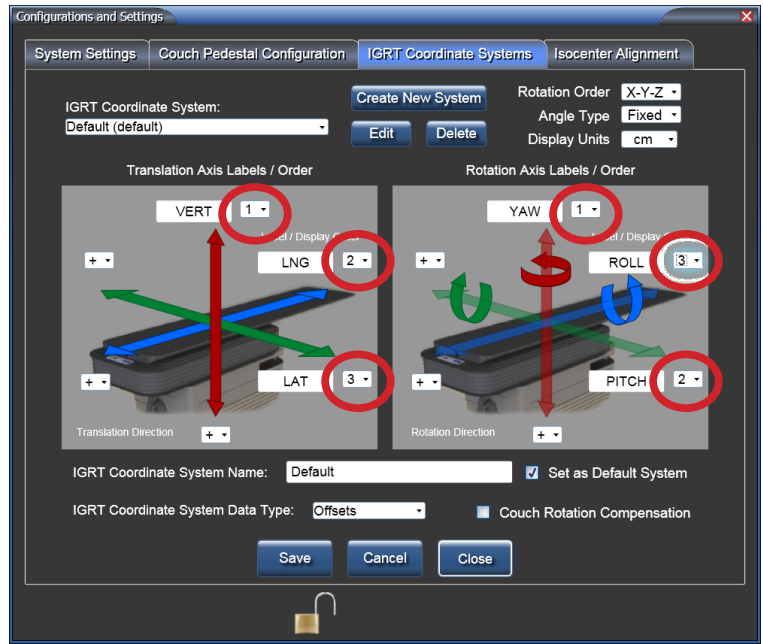 Configurations and Settings
System Settings
Couch Pedestal Configuration
IGRT Coordinate Systems
Isocenter Alignment
IGRT Coordinate System:
Default (default)
Create New System
Edit
Delete
Rotation Order X-Y-Z
Angle Type Fixed
Display Units cm
Translation Axis Labels / Order
VERT 1
Label / Display Order
+ LNG 2
+ LAT 3
Translation Direction +
Rotation Axis Labels / Order
YAW 1
/ Display
+ ROLL 3
+ PITCH 2
Rotation Direction +
IGRT Coordinate System Name: Default
Set as Default System
IGRT Coordinate System Data Type: Offsets
Couch Rotation Compensation
Save
Cancel
Close